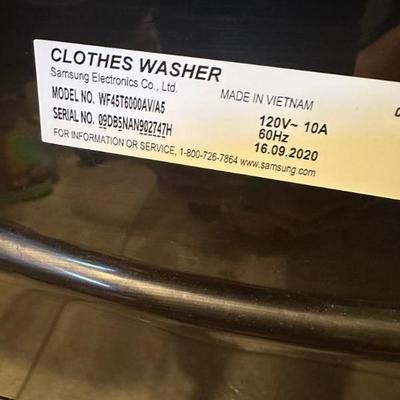 CLOTHES WASHER
Samsung Electronics Co., Ltd.
MODEL NO. WF45T6000AV/A5
SERIAL NO. 09DB5NAN902747H
FOR INFORMATION OR SERVICE, 1-800-726-7864 www.samsung.com
MADE IN VIETNAM
120V~ 10A
60Hz
16.09.2020